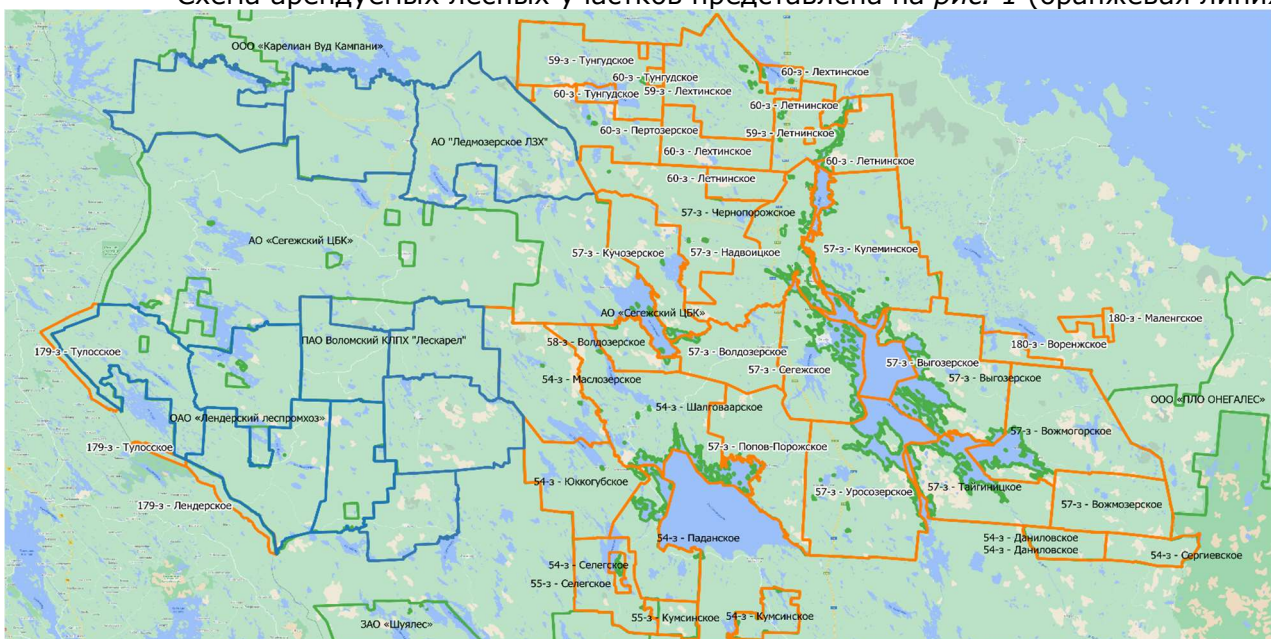 Схема арендуемых лесных участков представлена на рис. 1 (оранжевая линия
ООО «Карелиан Вуд Кампани»
59-з - Тунгудское
60-з - Лехтинское
60-з - Тунгудское
60-з - Тунгудское
59-з - Лехтинское
60-з - Летнинское
60-з - Пертозерское
59-з - Летнинское
АО "Ледмозерское ЛЗХ"
60-з - Лехтинское
60-з - Летнинское
60-з - Летнинское
57-з - Чернопорожское
АО «Сегежский ЦБК»
57-з - Кучозерское
57-з - Надвоицкое
57-з - Кулеминское
АО «Сегежский ЦБК»
180-з - Маленгское
ПАО Воломский КЛПХ "Лескарел"
58-з - Волдозерское
180-з - Воренжское
179-з - Тулосское
57-з - Волдозерское
57-з - Выгозерское
57-з - Сегежское
57-з - Выгозерское
54-з - Маслозерское
ООО «ПЛО ОНЕГАЛЕС»
54-з - Шалговаарское
ОАО «Лендерский леспромхоз»
57-з - Вожмогорское
179-з - Тулосское
57-з - Попов-Порожское
54-з - Юккогубское
57-з - Тайгиницкое
57-з - Уросозерское
179-з - Лендерское
57-з - Вожмозерское
54-з - Паданское
54-з - Даниловское
54-з - Даниловское
54-з - Сергиевское
54-з - Селегское
55-з - Селегское
55-з - Кумсинское
54-з - Кумсинское
ЗАО «Шуялес»